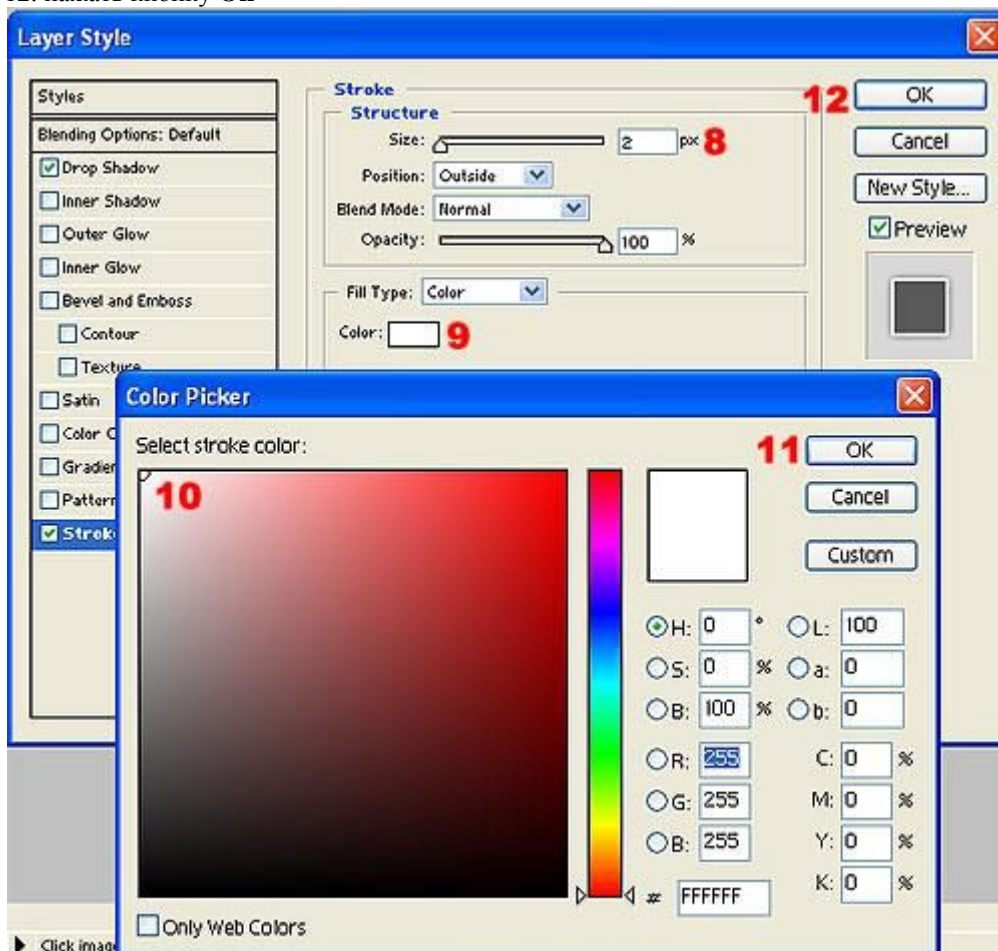 Layer Style
Styles
Blending Options: Default
Drop Shadow
Inner Shadow
Outer Glow
Inner Glow
Bevel and Emboss
Contour
Texture
Satin
Color
Stroke
Structure
Size: 2 px 8
Position: Outside
Blend Mode: Normal
Opacity: 100 %
Fill Type: Color
Color: 9
12 OK
Cancel
New Style...
Preview
Color Picker
Select stroke color:
10
11 OK
Cancel
Custom
H: 0 ° L: 100
S: 0 % a: 0
B: 100 % b: 0
R: 255 C: 0 %
G: 255 M: 0 %
B: 255 Y: 0 %
# FFFFFF K: 0 %
Only Web Colors
Click